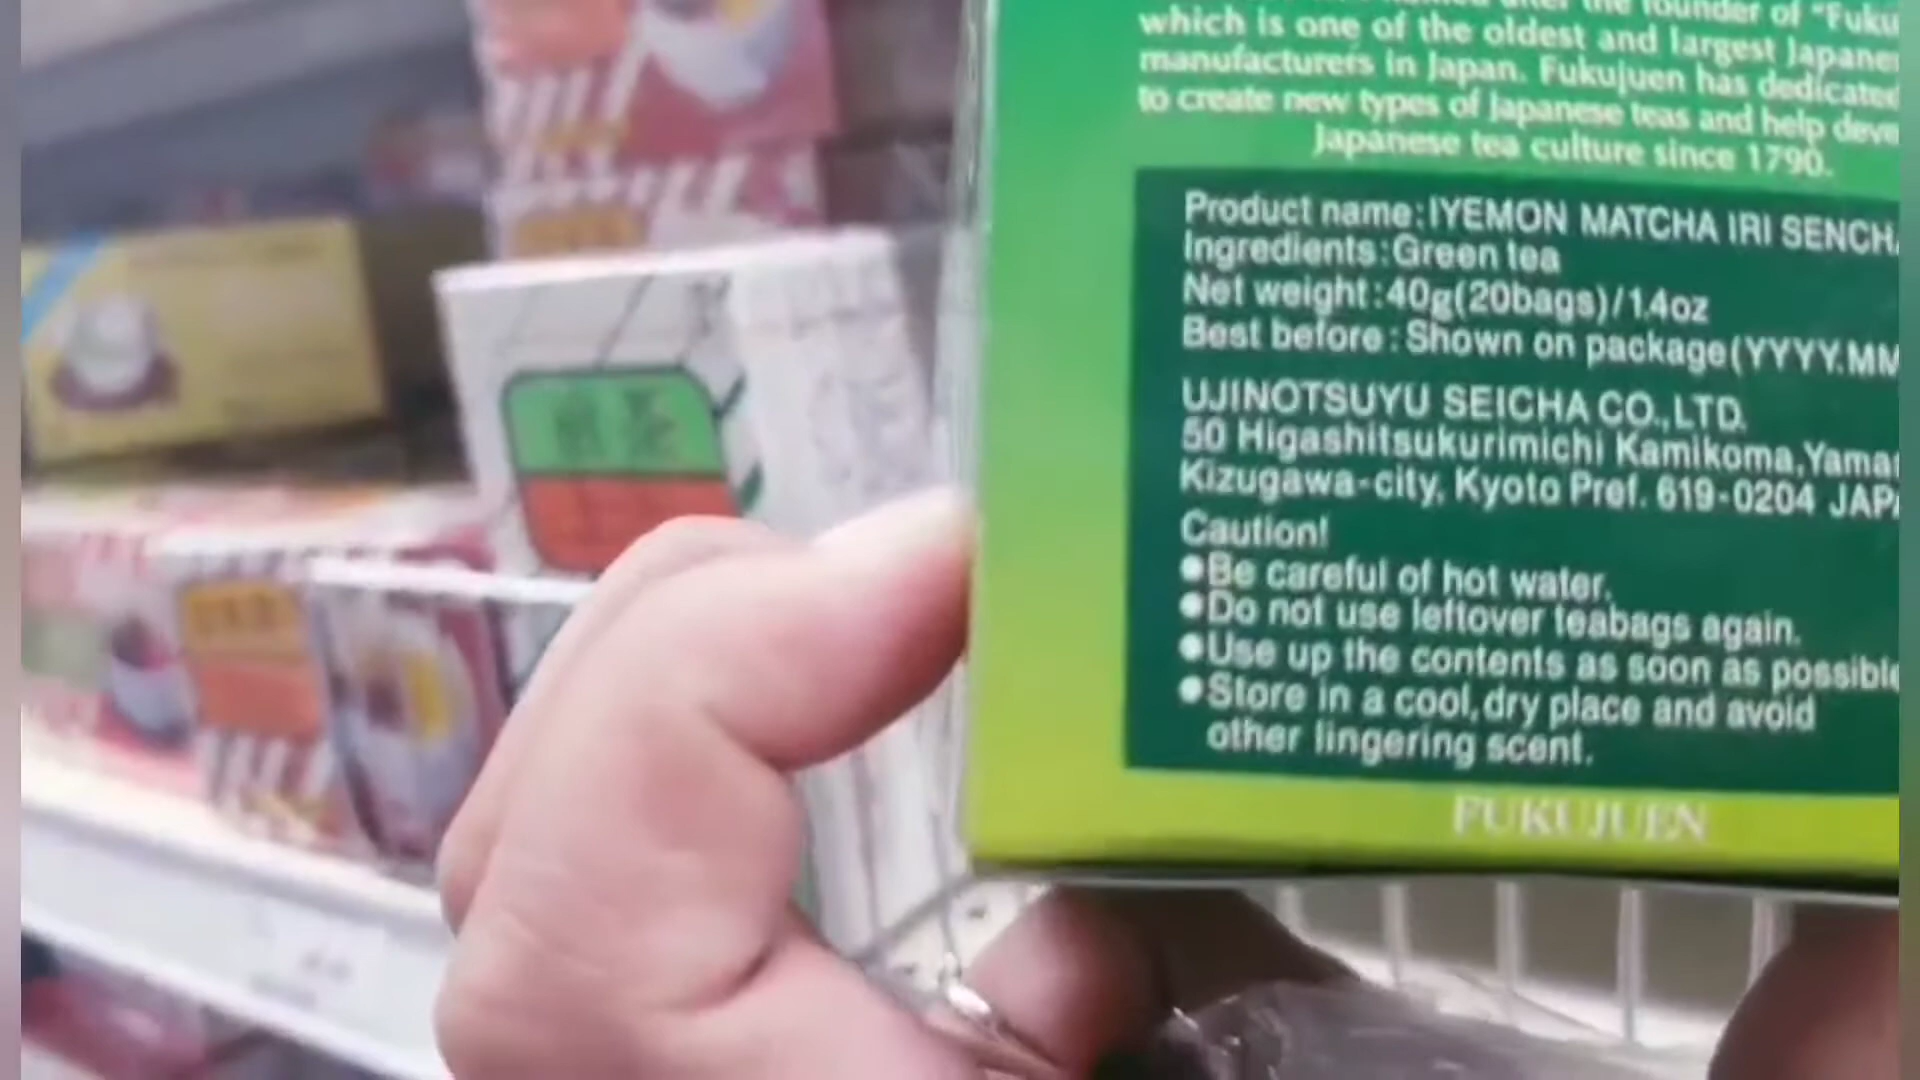 the founder of "Fuku
which is one of the oldest and largest Japane
manufacturers in Japan. Fukujuen has dedicated
to create new types of Japanese teas and help deve
Japanese tea culture since 1790.
Product name:IYEMON MATCHA IRI SENCHA
Ingredients:Green tea
Net weight:40g(20bags)/1.4oz
Best before:Shown on package(YYYY.MM
UJINOTSUYU SEICHA CO.,LTD.
50 Higashitsukurimichi Kamikoma,Yama
Kizugawa-city, Kyoto Pref. 619-0204 JAPA
Caution!
●Be careful of hot water.
●Do not use leftover teabags again.
●Use up the contents as soon as possible
●Store in a cool,dry place and avoid
other lingering scent.
FUKUJUEN